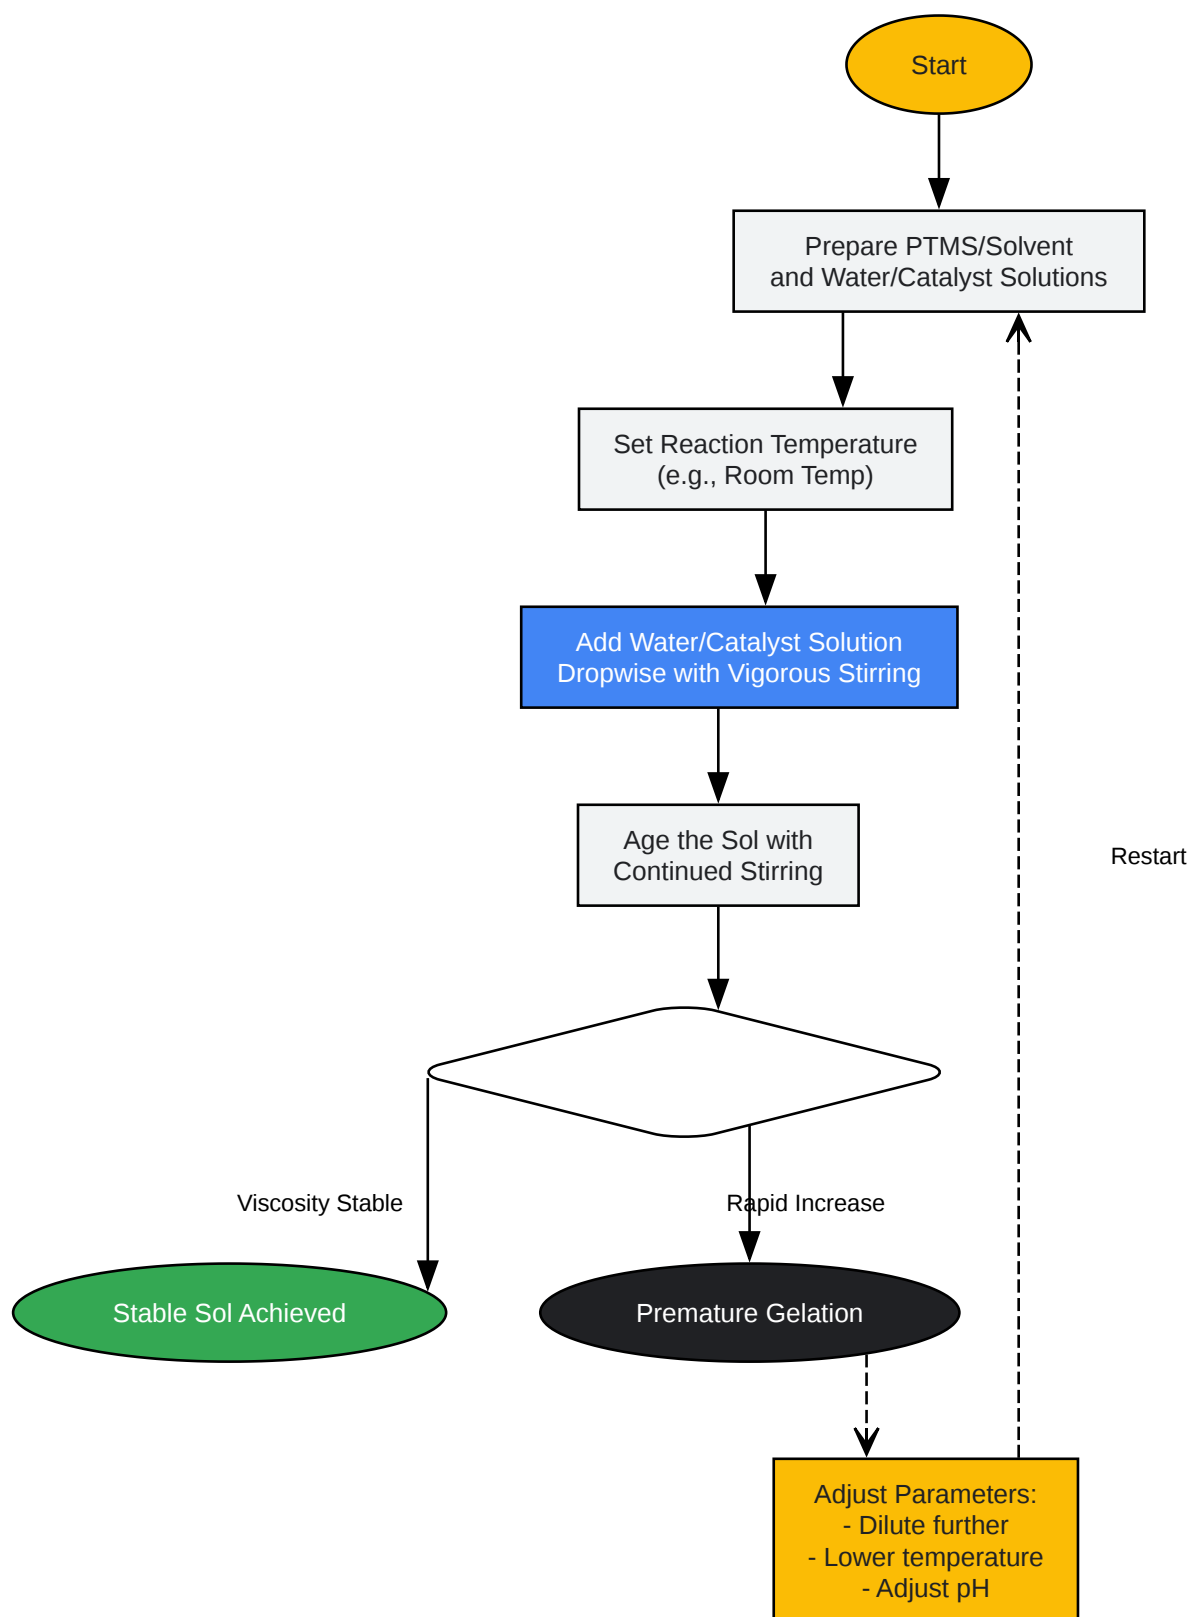 Start
Prepare PTMS/Solvent
and Water/Catalyst Solutions
Set Reaction Temperature
(e.g., Room Temp)
Add Water/Catalyst Solution
Dropwise with Vigorous Stirring
Age the Sol with
Continued Stirring
Restart
Viscosity Stable
Rapid Increase
Stable Sol Achieved
Premature Gelation
Adjust Parameters:
- Dilute further
- Lower temperature
- Adjust pH